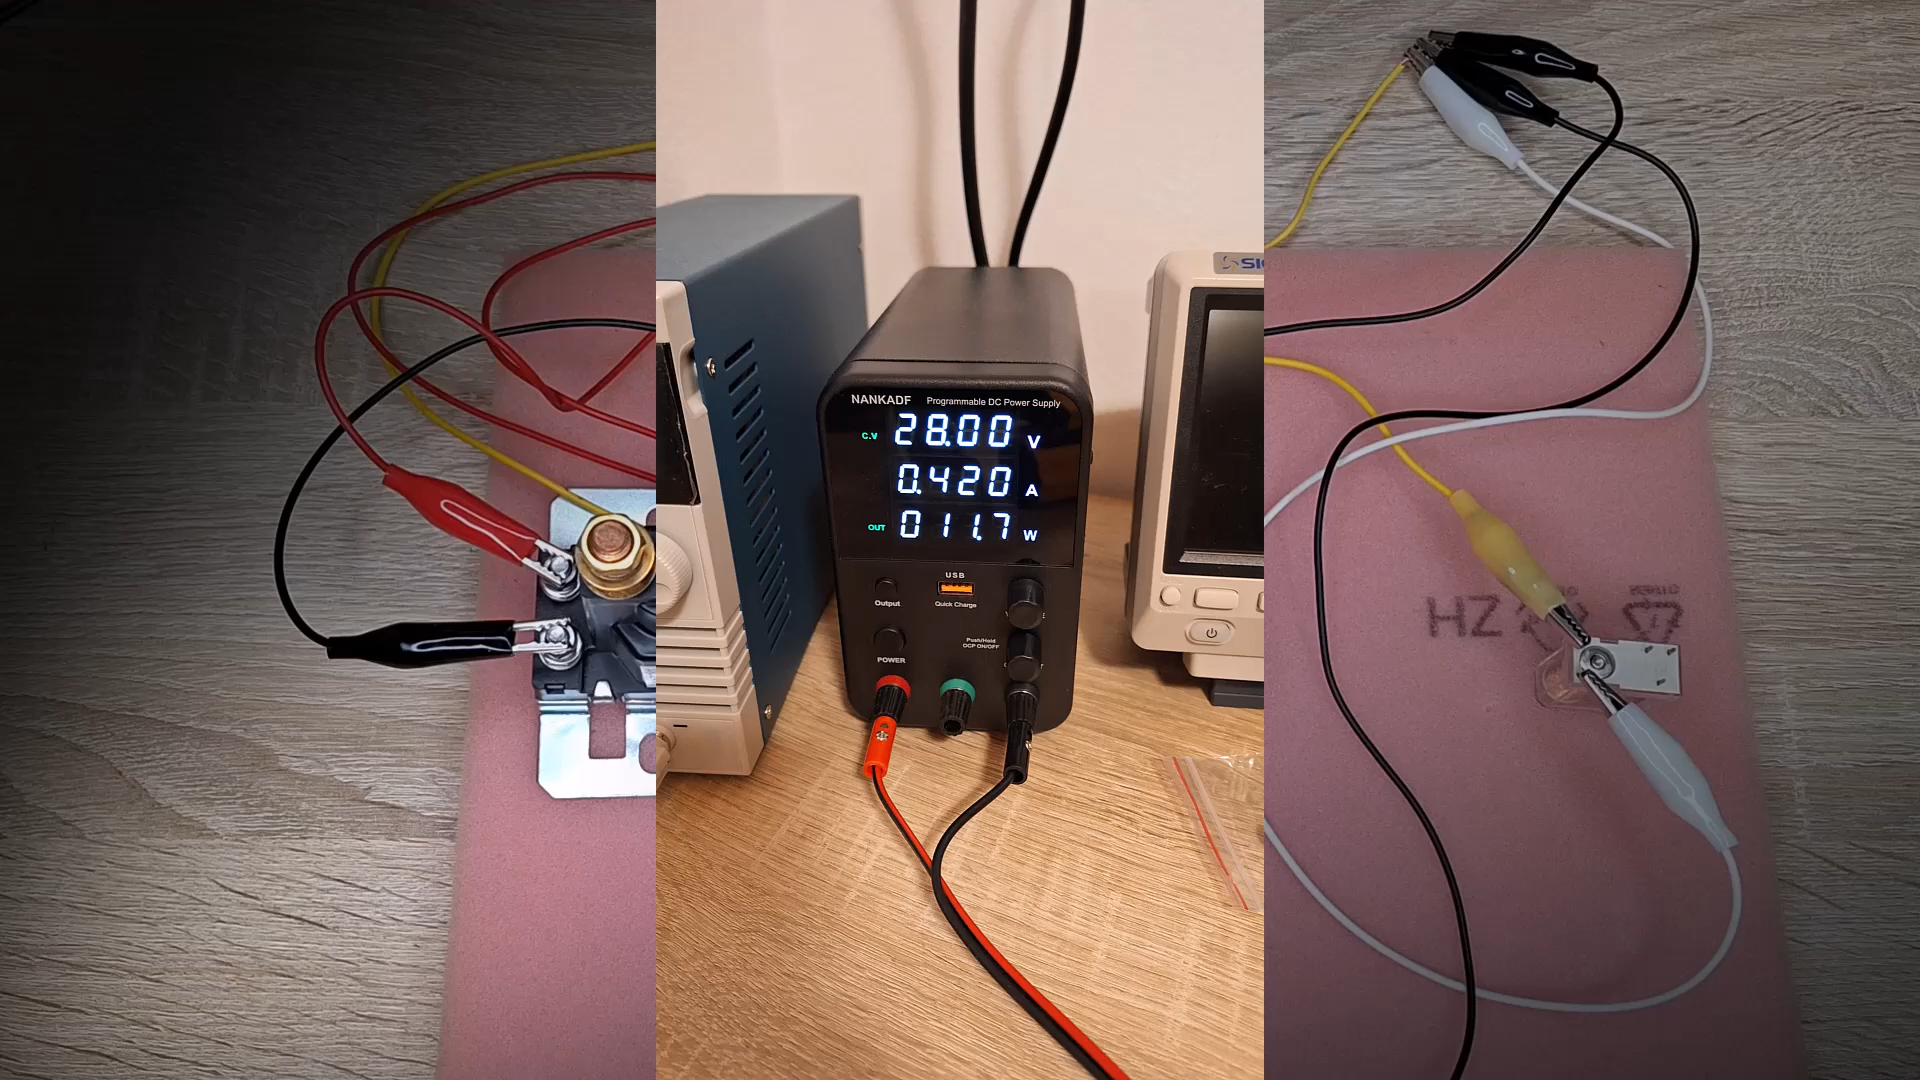 NANKADF Programmable DC Power Supply
C.V 28.00 V
0.420 A
OUT 011.7 W
USB
Output
Quick Charge
Push/Hold
OCP ON/OFF
POWER
HZ